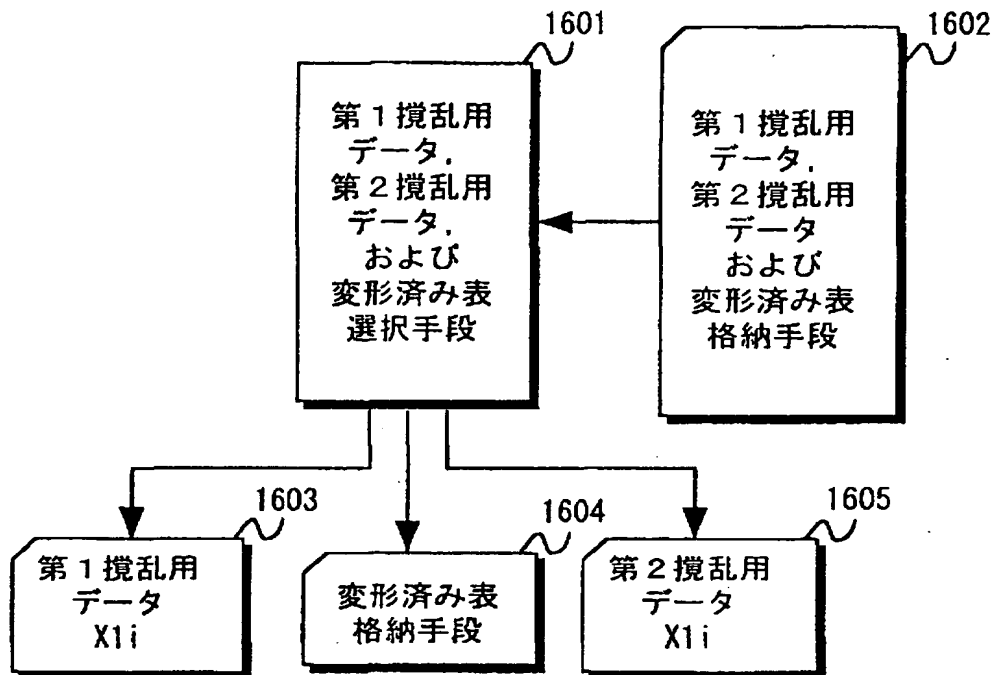 1601
第1撹乱用
データ,
第2撹乱用
データ,
および
変形済み表
選択手段
1602
第1撹乱用
データ,
第2撹乱用
データ
および
変形済み表
格納手段
1603
第1撹乱用
データ
X1i
1604
変形済み表
格納手段
1605
第2撹乱用
データ
X1i